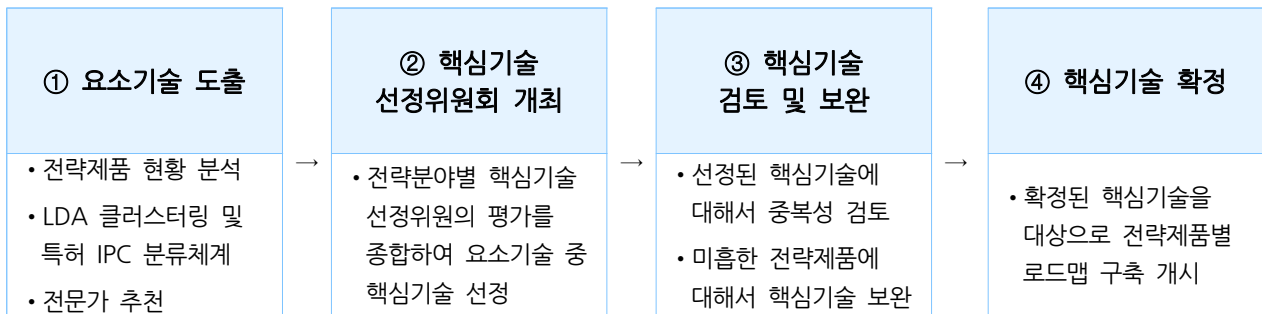 ① 요소기술 도출
• 전략제품 현황 분석
• LDA 클러스터링 및
특허 IPC 분류체계
• 전문가 추천
→
② 핵심기술
선정위원회 개최
• 전략분야별 핵심기술
선정위원의 평가를
종합하여 요소기술 중
핵심기술 선정
→
③ 핵심기술
검토 및 보완
• 선정된 핵심기술에
대해서 중복성 검토
• 미흡한 전략제품에
대해서 핵심기술 보완
→
④ 핵심기술 확정
• 확정된 핵심기술을
대상으로 전략제품별
로드맵 구축 개시